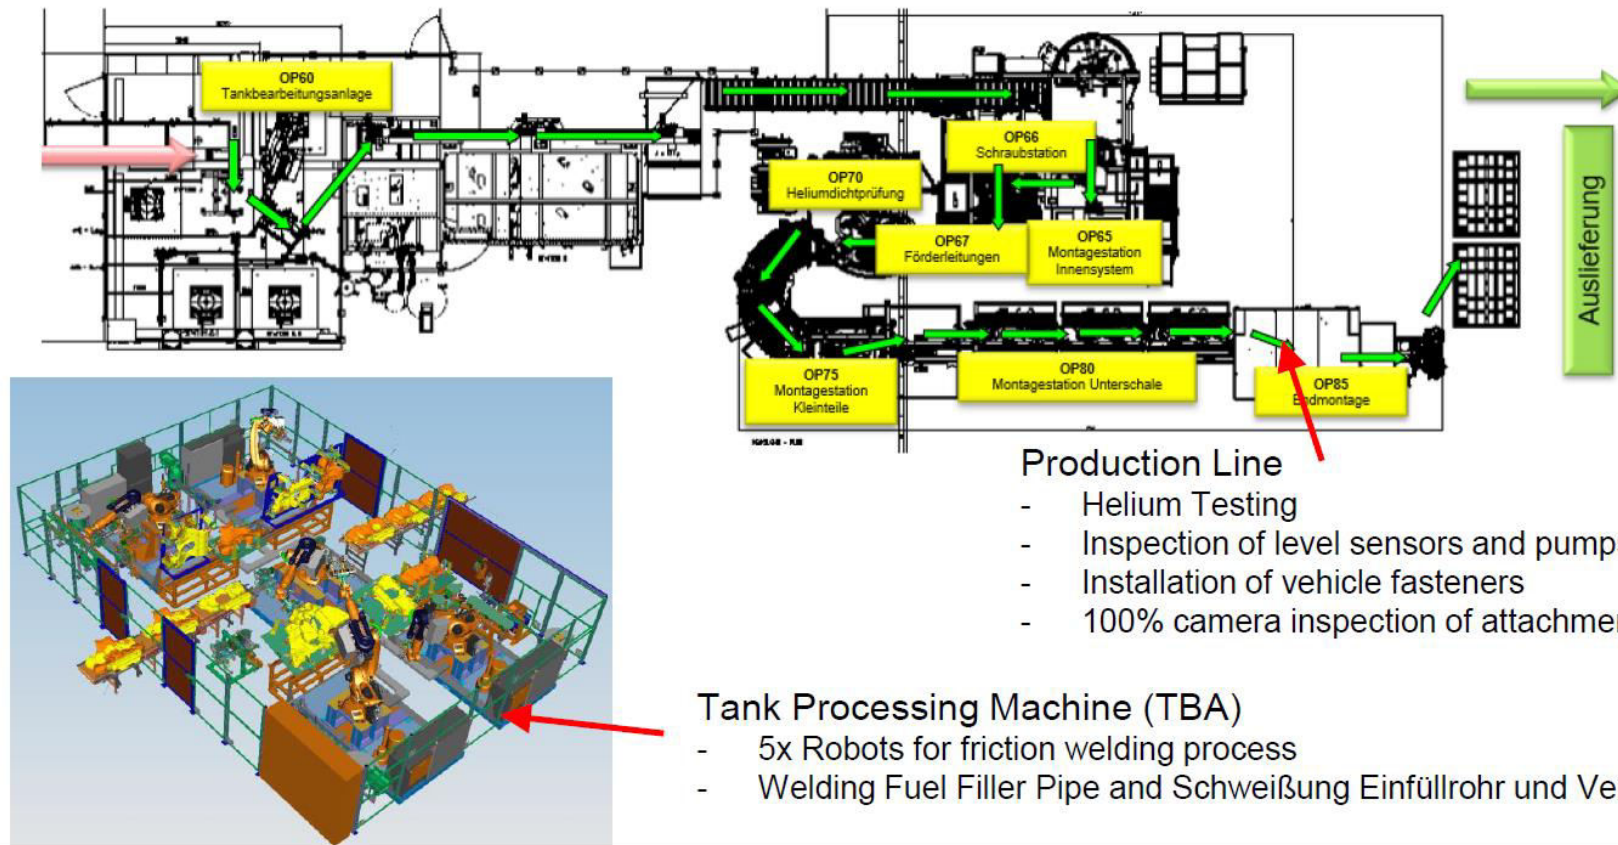 OP60
Tankbearbeitungsanlage
OP66
Schraubstation
OP70
Heliumdichtprüfung
OP67
Förderleitungen
OP65
Montagestation
Innensystem
OP75
Montagestation
Kleinteile
OP80
Montagestation Unterschale
OP85
Endmontage
Auslieferung
Production Line
- Helium Testing
- Inspection of level sensors and pump
- Installation of vehicle fasteners
- 100% camera inspection of attachme
Tank Processing Machine (TBA)
- 5x Robots for friction welding process
- Welding Fuel Filler Pipe and Schweißung Einfüllrohr und Ve